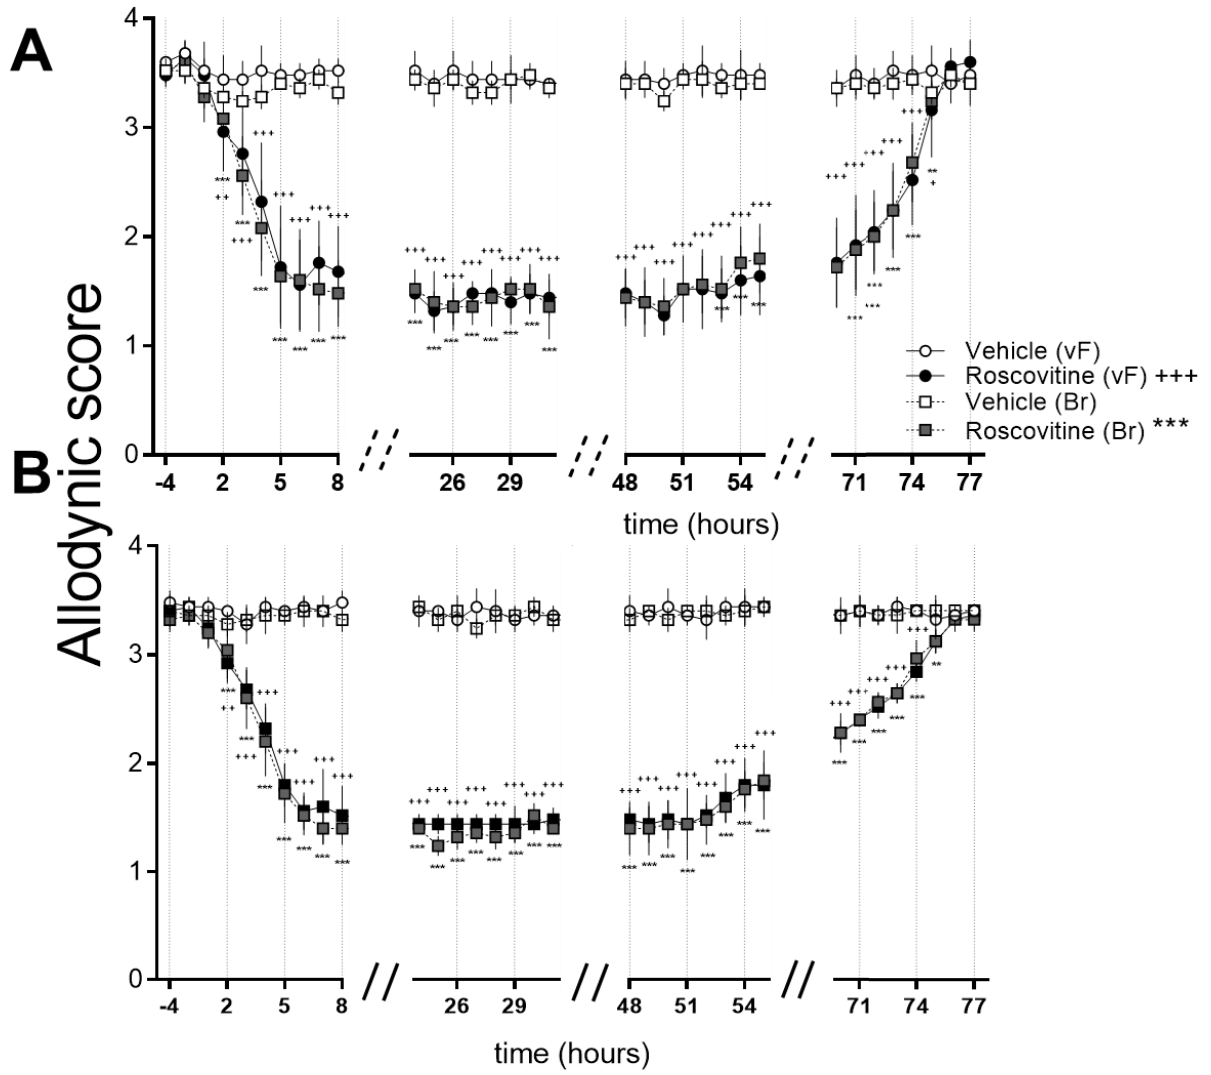 A
4
3
2
1
0
-4 2 5 8 26 29 48 51 54 71 74 77
time (hours)
Vehicle (vF)
Roscovitine (vF) +++
Vehicle (Br)
Roscovitine (Br) ***
Allodynic score
B
4
3
2
1
0
-4 2 5 8 26 29 48 51 54 71 74 77
time (hours)